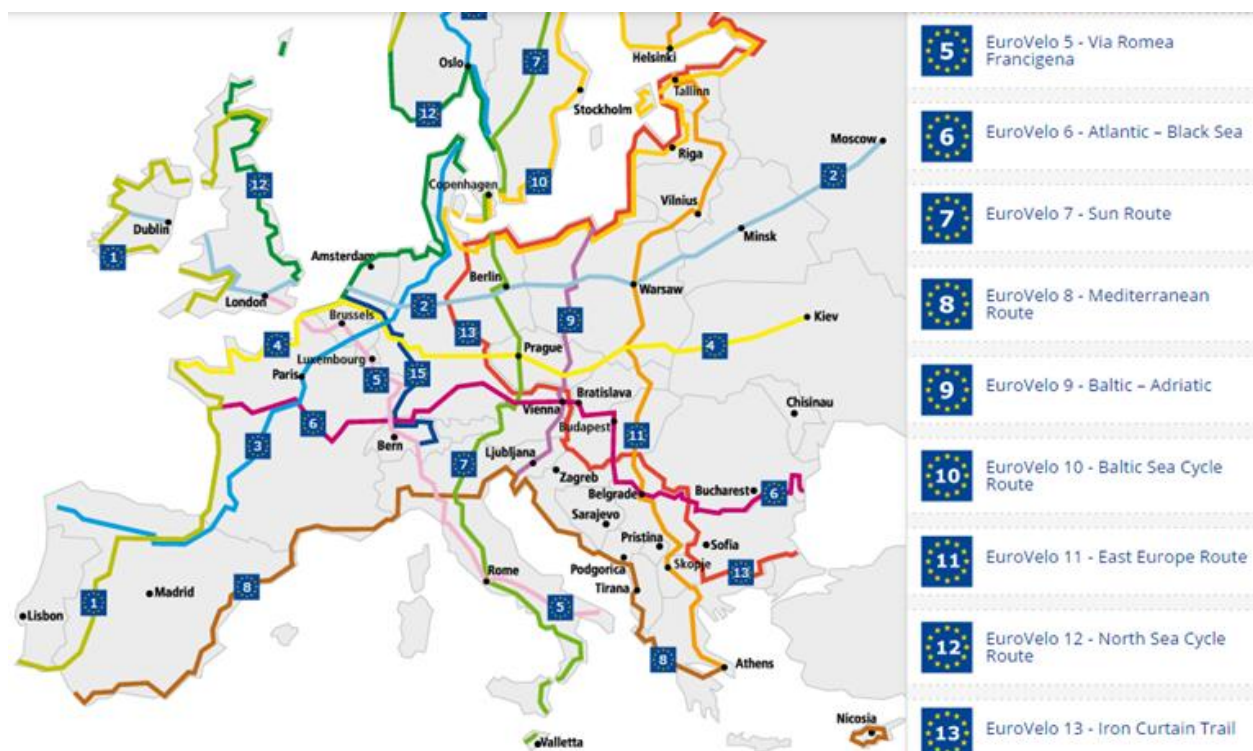 Oslo
7
Helsinki
Tallinn
12
Stockholm
Moscow
Riga
2
12
Copenhagen
10
Vilnius
Dublin
Minsk
1
Amsterdam
Berlin
Warsaw
London
2
Brussels
9
Kiev
13
4
4
Prague
Luxembourg
Paris
5
15
Bratislava
Chisinau
Vienna
6
Budapest
11
Bern
3
Ljubljana
7
Zagreb
Bucharest
6
Belgrade
Sarajevo
Pristina
Sofia
Podgorica
Skopje
13
Rome
Tirana
8
Madrid
1
5
Lisbon
8
Athens
Nicosia
Valletta
5
EuroVelo 5 - Via Romea
Francigena
6
EuroVelo 6 - Atlantic – Black Sea
7
EuroVelo 7 - Sun Route
8
EuroVelo 8 - Mediterranean
Route
9
EuroVelo 9 - Baltic – Adriatic
10
EuroVelo 10 - Baltic Sea Cycle
Route
11
EuroVelo 11 - East Europe Route
12
EuroVelo 12 - North Sea Cycle
Route
13
EuroVelo 13 - Iron Curtain Trail